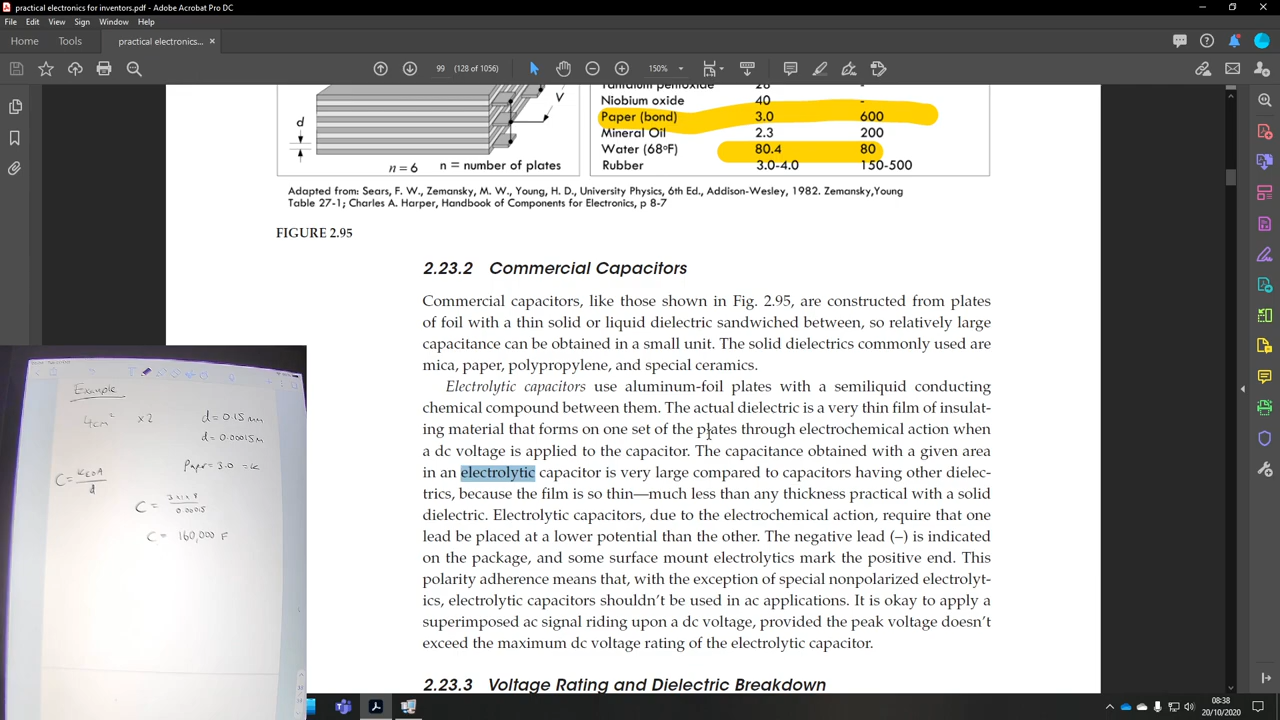 practical electronics for inventors.pdf - Adobe Acrobat Pro DC
File Edit View Sign Window Help
Home Tools practical electronics... ×
99 (128 of 1056) 150%
d
V
n = 6 n = number of plates
Tantalum pentoxide 26 -
Niobium oxide 40 -
Paper (bond) 3.0 600
Mineral Oil 2.3 200
Water (68°F) 80.4 80
Rubber 3.0-4.0 150-500
Adapted from: Sears, F. W., Zemansky, M. W., Young, H. D., University Physics, 6th Ed., Addison-Wesley, 1982. Zemansky,Young
Table 27-1; Charles A. Harper, Handbook of Components for Electronics, p 8-7
FIGURE 2.95
2.23.2 Commercial Capacitors
Commercial capacitors, like those shown in Fig. 2.95, are constructed from plates
of foil with a thin solid or liquid dielectric sandwiched between, so relatively large
capacitance can be obtained in a small unit. The solid dielectrics commonly used are
mica, paper, polypropylene, and special ceramics.
Electrolytic capacitors use aluminum-foil plates with a semiliquid conducting
chemical compound between them. The actual dielectric is a very thin film of insulat-
ing material that forms on one set of the plates through electrochemical action when
a dc voltage is applied to the capacitor. The capacitance obtained with a given area
in an electrolytic capacitor is very large compared to capacitors having other dielec-
trics, because the film is so thin—much less than any thickness practical with a solid
dielectric. Electrolytic capacitors, due to the electrochemical action, require that one
lead be placed at a lower potential than the other. The negative lead (–) is indicated
on the package, and some surface mount electrolytics mark the positive end. This
polarity adherence means that, with the exception of special nonpolarized electrolyt-
ics, electrolytic capacitors shouldn't be used in ac applications. It is okay to apply a
superimposed ac signal riding upon a dc voltage, provided the peak voltage doesn't
exceed the maximum dc voltage rating of the electrolytic capacitor.
2.23.3 Voltage Rating and Dielectric Breakdown
Example
4cm² x2 d = 0.15mm
d = 0.00015m
Paper = 3.0 = k
C = kε0A
d
C =
0.00015
C = 160,000 F
08:38
20/10/2020